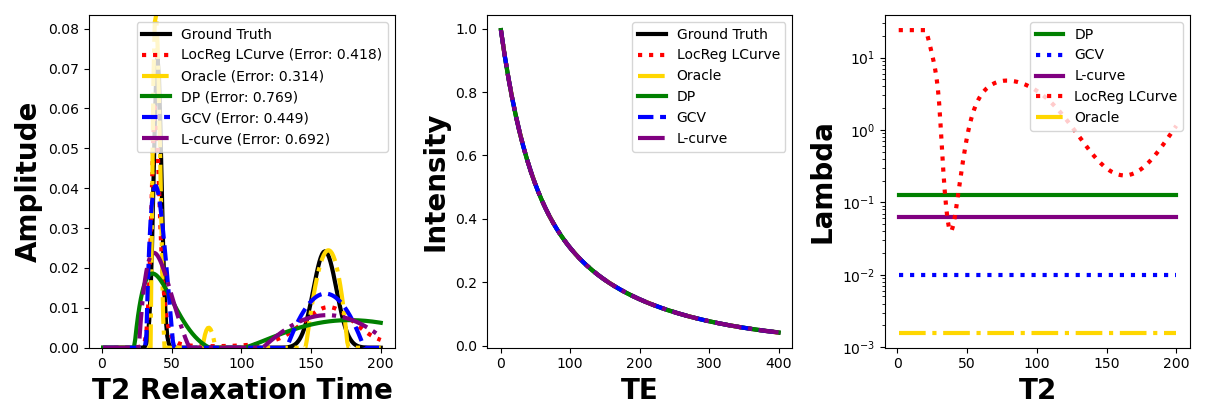 Amplitude
0.08
0.07
0.06
0.05
0.04
0.03
0.02
0.01
0.00
Ground Truth
LocReg LCurve (Error: 0.418)
Oracle (Error: 0.314)
DP (Error: 0.769)
GCV (Error: 0.449)
L-curve (Error: 0.692)
0 50 100 150 200
T2 Relaxation Time
Intensity
1.0
0.8
0.6
0.4
0.2
0.0
Ground Truth
LocReg LCurve
Oracle
DP
GCV
L-curve
0 100 200 300 400
TE
Lambda
10¹
10⁰
10⁻¹
10⁻²
10⁻³
DP
GCV
L-curve
LocReg LCurve
Oracle
0 50 100 150 200
T2